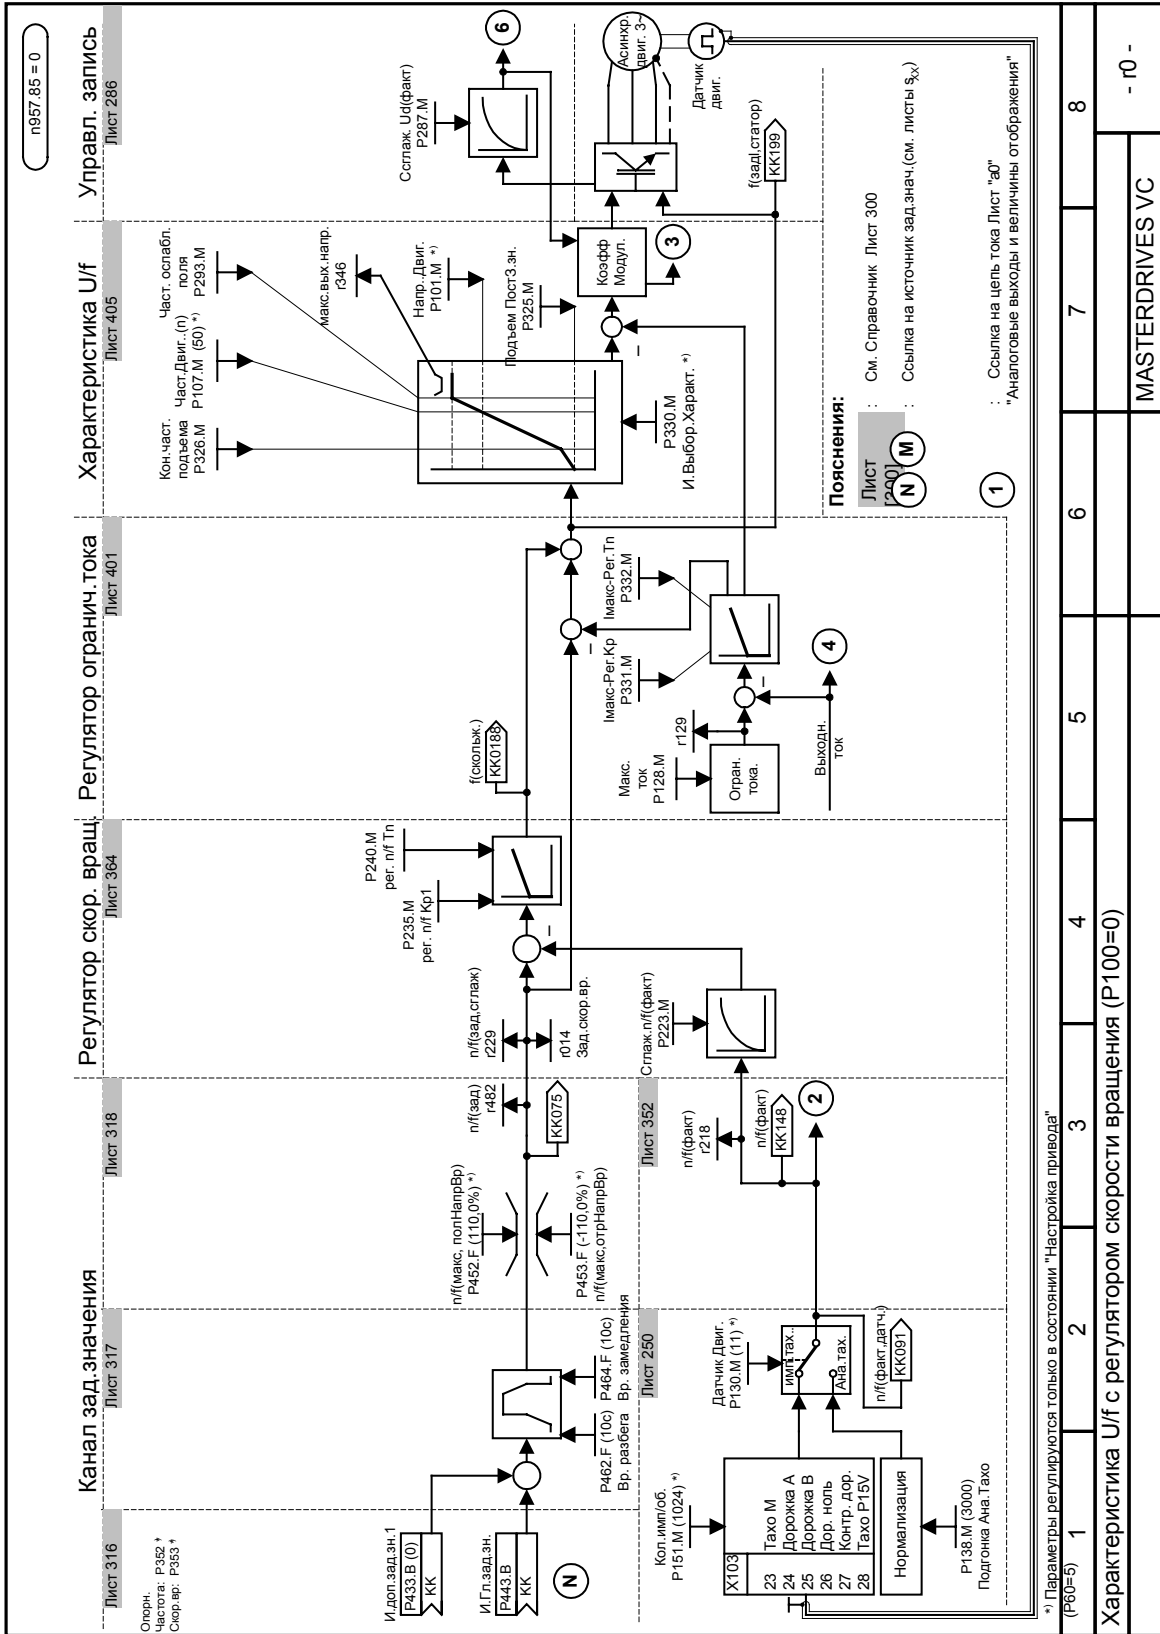 n957.85 = 0
Канал зад.значения
Регулятор скор. вращ.
Регулятор огранич.тока
Характеристика U/f
Управл. запись
Лист 316
Лист 317
Лист 318
Лист 364
Лист 401
Лист 405
Лист 286
Опорн.
Частота: P352 *
Скор.вр: P353 *
И.доп.зад.зн.1
P433.B (0)
КК
И.Гл.зад.зн.
P443.B
КК
N
P462.F (10с)
Вр. разбега
P464.F (10с)
Вр. замедления
n/f(макс, полНапрВр)
P452.F (110,0%) *)
P453.F (-110,0%) *)
n/f(макс,отрНапрВр)
n/f(зад)
r482
KK075
n/f(зад,сглаж)
r229
r014
Зад.скор.вр.
P235.M
рег. n/f Kp1
P240.M
рег. n/f Tn
–
f(скольж.)
KK0188
Iмакс-Рег.Kp
P331.M
Iмакс-Рег.Tn
P332.M
–
Макс.
ток
P128.M
r129
Огран.
тока.
–
Выходн.
ток
4
Кон.част.
подъема
P326.M
Част.Двиг..(n)
P107.M (50) *)
Част. ослабл.
поля
P293.M
макс.вых.напр.
r346
Напр..Двиг.
P101.M *)
Подъем ПостЗ.зн.
P325.M
P330.M
И.Выбор.Характ. *)
–
Коэфф
Модул.
3
Ссглаж. Ud(факт)
P287.M
6
Асинхр.
двиг. 3~
Датчик
двиг.
f(зад,статор)
KK199
Лист 250
Лист 352
Кол.имп/об.
P151.M (1024) *)
X103
23 Тахо М
24 Дорожка А
25 Дорожка В
26 Дор. ноль
27 Контр. дор.
28 Тахо P15V
Нормализация
P138.M (3000)
Подгонка Ана.Тахо
Датчик Двиг.
P130.M (11) *)
имп.тах..
Ана.тах.
n/f(факт,датч.)
KK091
n/f(факт)
r218
n/f(факт)
KK148
2
Сглаж.n/f(факт)
P223.M
Пояснения:
Лист
[300]
: См. Справочник Лист 300
N
M
: Ссылка на источник зад.знач.(см. листы sxx)
1
: Ссылка на цепь тока Лист "a0"
"Аналоговые выходы и величины отображения"
*) Параметры регулируются только в состоянии "Настройка привода"
(P60=5)
1 2 3 4 5 6 7 8
Характеристика U/f с регулятором скорости вращения (P100=0)
- r0 -
MASTERDRIVES VC